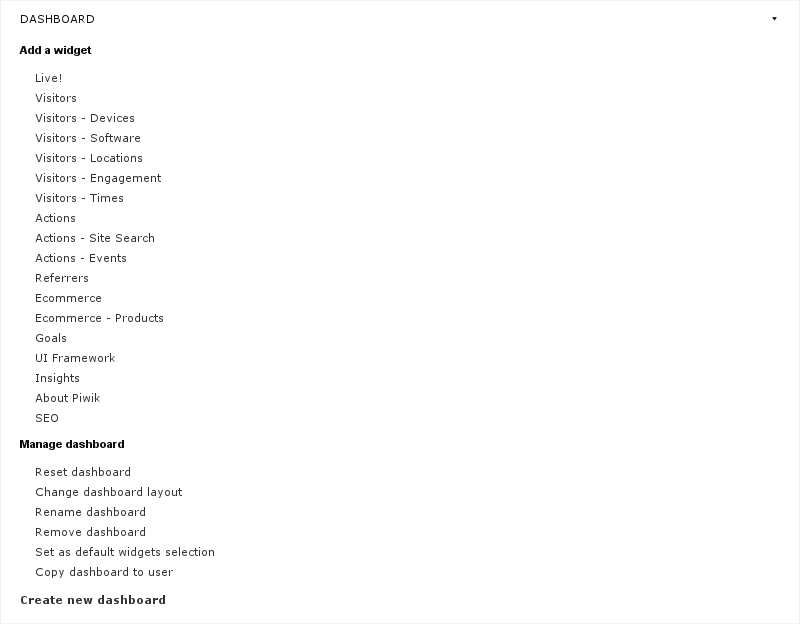 DASHBOARD
Add a widget
Live!
Visitors
Visitors - Devices
Visitors - Software
Visitors - Locations
Visitors - Engagement
Visitors - Times
Actions
Actions - Site Search
Actions - Events
Referrers
Ecommerce
Ecommerce - Products
Goals
UI Framework
Insights
About Piwik
SEO
Manage dashboard
Reset dashboard
Change dashboard layout
Rename dashboard
Remove dashboard
Set as default widgets selection
Copy dashboard to user
Create new dashboard